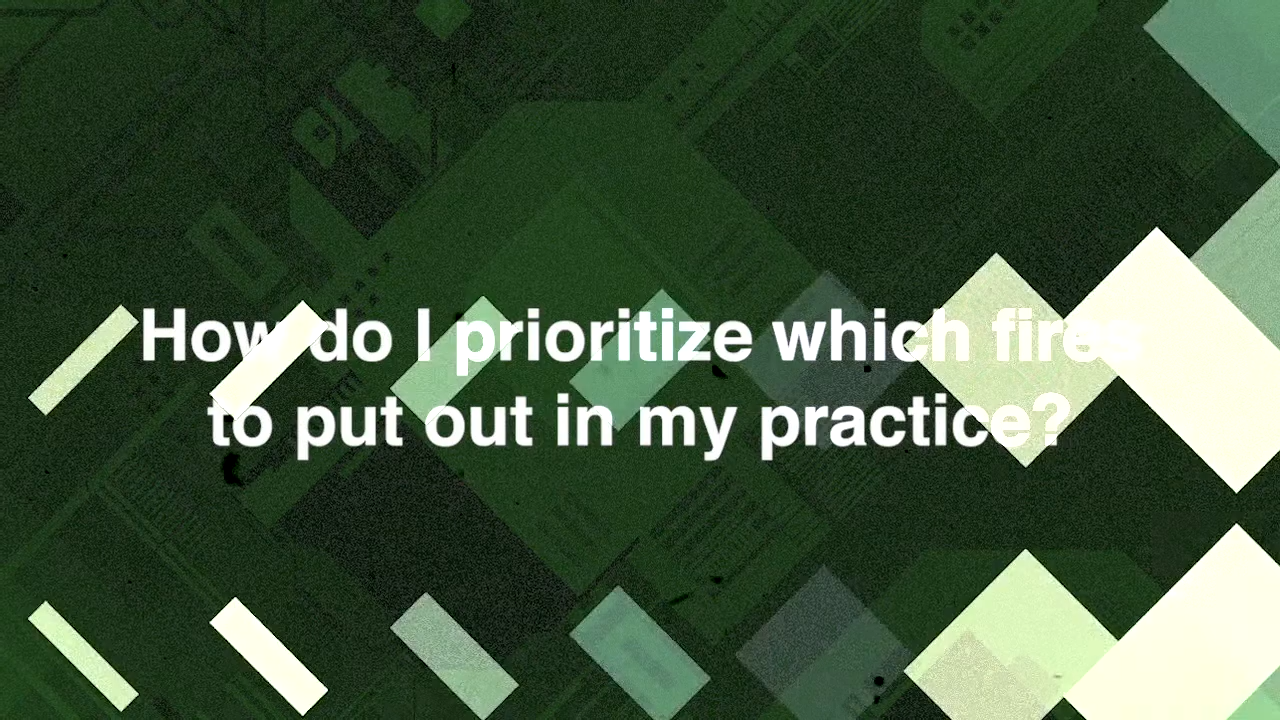 How do I prioritize which fires
to put out in my practice?